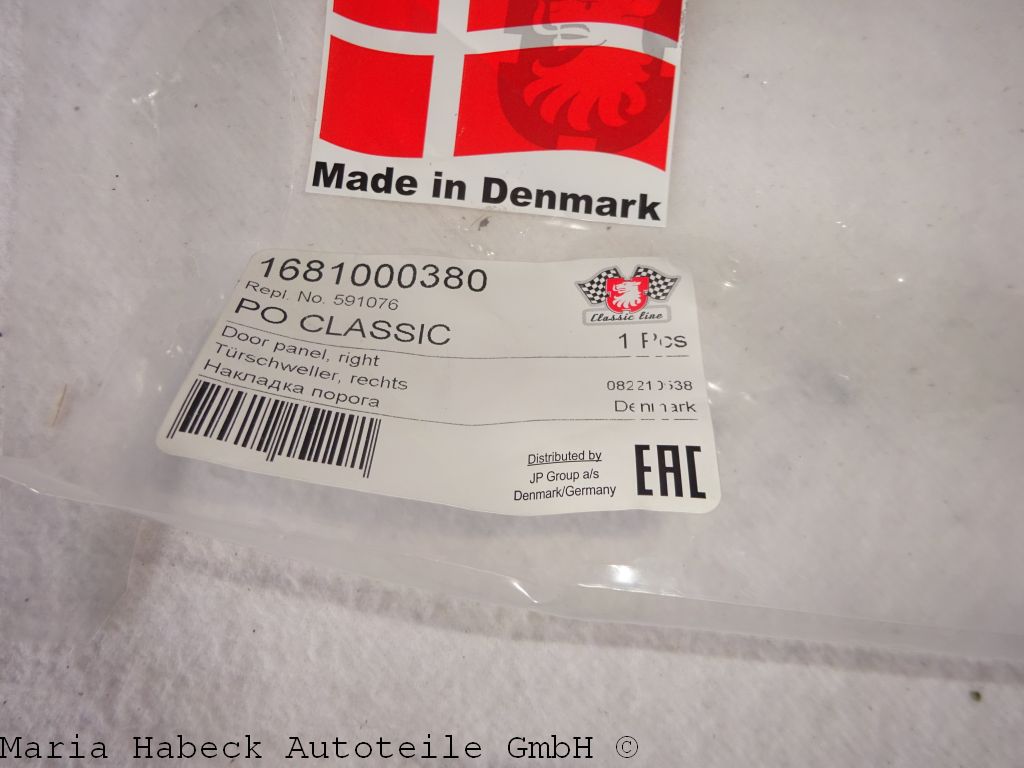 Made in Denmark
1681000380
Repl. No. 591076
PO CLASSIC
Classic line
1 Pcs
Door panel, right
Türschweller, rechts
Накладка порога
Denmark
Distributed by
JP Group a/s
Denmark/Germany
EAC
Maria Habeck Autoteile GmbH ©